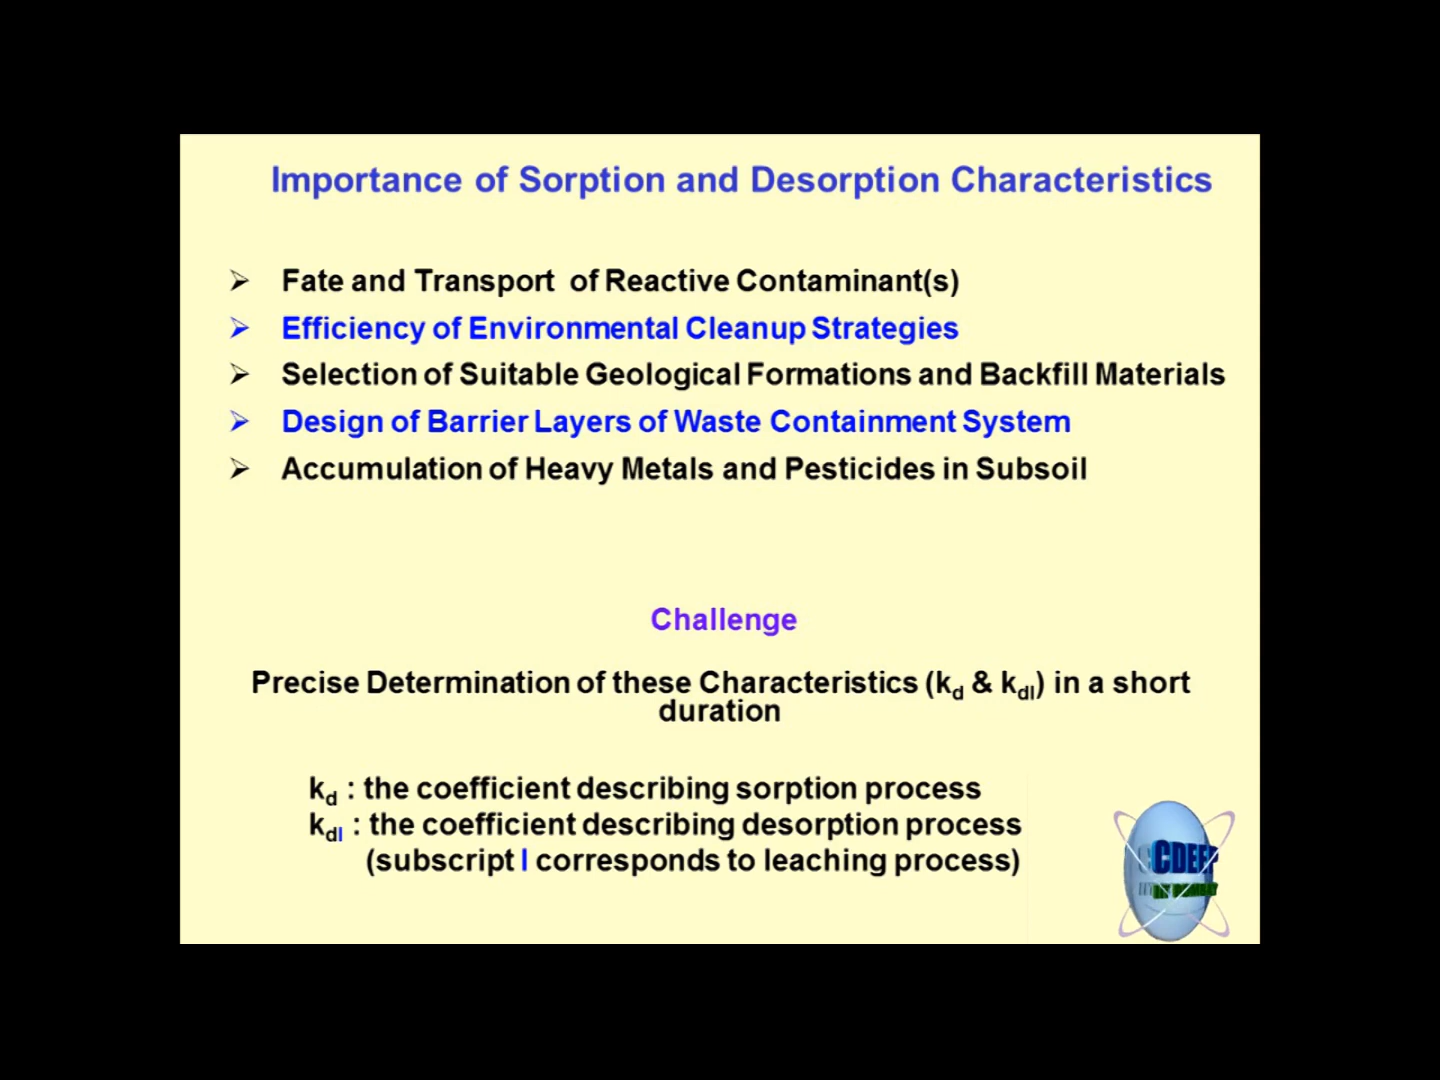 Importance of Sorption and Desorption Characteristics
➢ Fate and Transport of Reactive Contaminant(s)
➢ Efficiency of Environmental Cleanup Strategies
➢ Selection of Suitable Geological Formations and Backfill Materials
➢ Design of Barrier Layers of Waste Containment System
➢ Accumulation of Heavy Metals and Pesticides in Subsoil
Challenge
Precise Determination of these Characteristics (kd & kdl) in a short
duration
kd : the coefficient describing sorption process
kdl : the coefficient describing desorption process
(subscript l corresponds to leaching process)
CDEEP